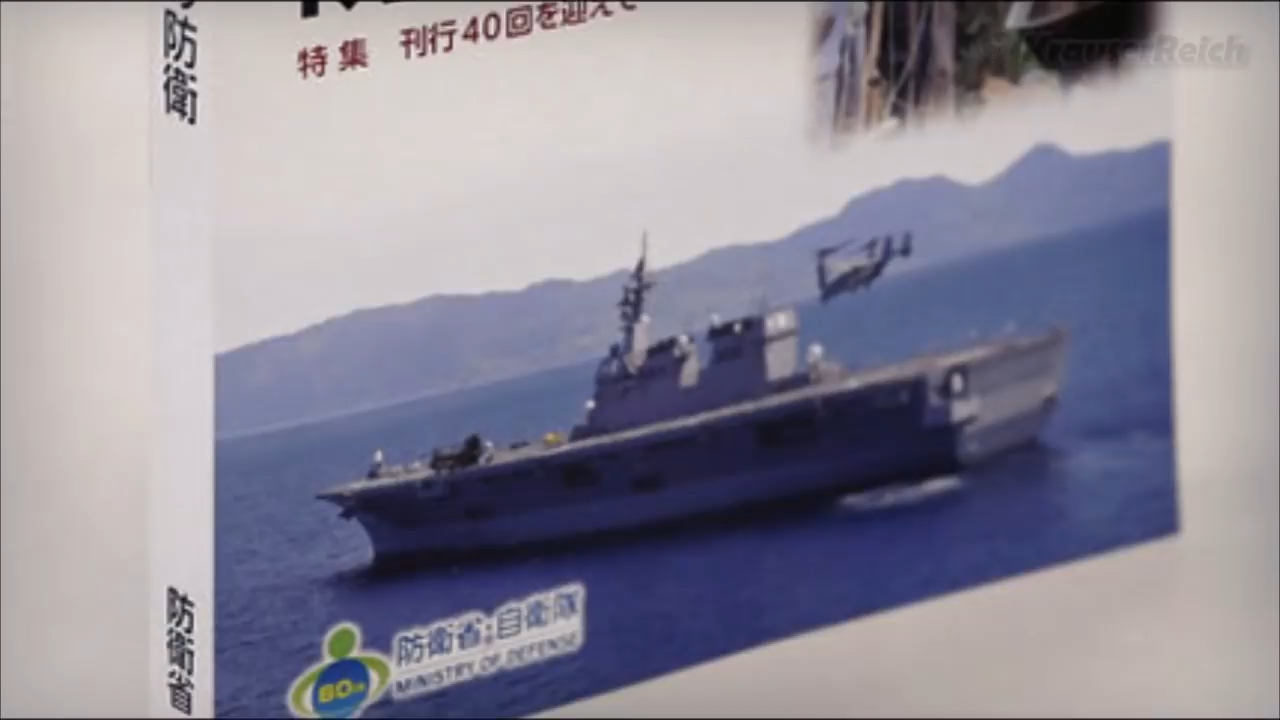 防衛
特集 刊行40回を迎えて
KrauserReich
防衛省・自衛隊
MINISTRY OF DEFENSE
60th
防衛省